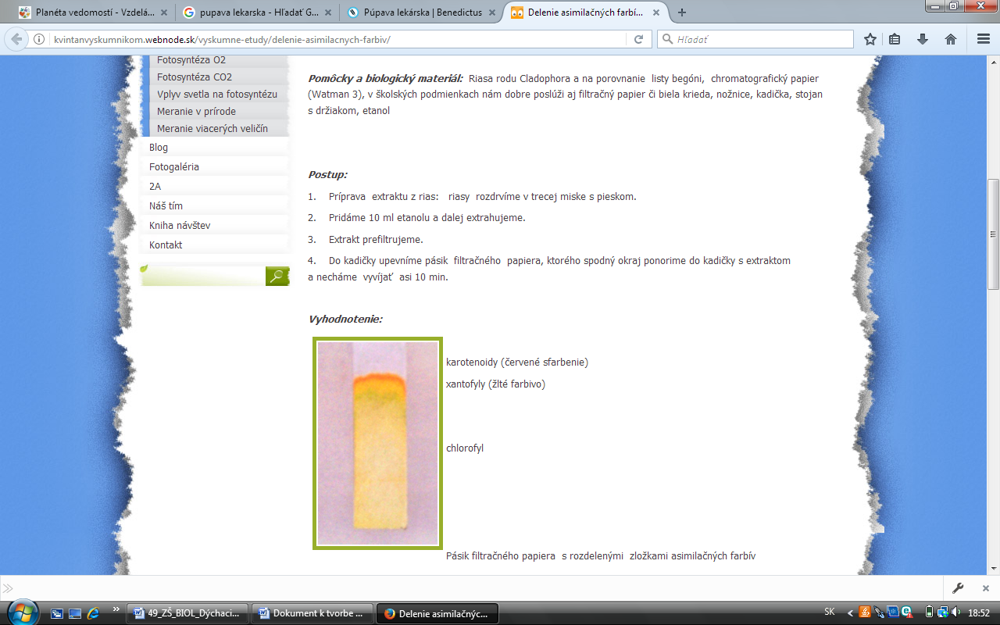 Planéta vedomostí - Vzdelá...
pupava lekarska - Hľadať G...
Púpava lekárska | Benedictus
Delenie asimilačných farbí...
kvintanvyskumnikom.webnode.sk/vyskumne-etudy/delenie-asimilacnych-farbiv/
Hľadať
Fotosyntéza O2
Fotosyntéza CO2
Vplyv svetla na fotosyntézu
Meranie v prírode
Meranie viacerých veličín
Blog
Fotogaléria
2A
Náš tím
Kniha návštev
Kontakt
Pomôcky a biologický materiál: Riasa rodu Cladophora a na porovnanie listy begóni, chromatografický papier
(Watman 3), v školských podmienkach nám dobre poslúži aj filtračný papier či biela krieda, nožnice, kadička, stojan
s držiakom, etanol
Postup:
1. Príprava extraktu z rias: riasy rozdrvíme v trecej miske s pieskom.
2. Pridáme 10 ml etanolu a dalej extrahujeme.
3. Extrakt prefiltrujeme.
4. Do kadičky upevníme pásik filtračného papiera, ktorého spodný okraj ponorime do kadičky s extraktom
a necháme vyvíjať asi 10 min.
Vyhodnotenie:
karotenoidy (červené sfarbenie)
xantofyly (žlté farbivo)
chlorofyl
Pásik filtračného papiera s rozdelenými zložkami asimilačných farbív
49_ZŠ_BIOL_Dýchaci...
Dokument k tvorbe ...
Delenie asimilačnýc...
SK
18:52